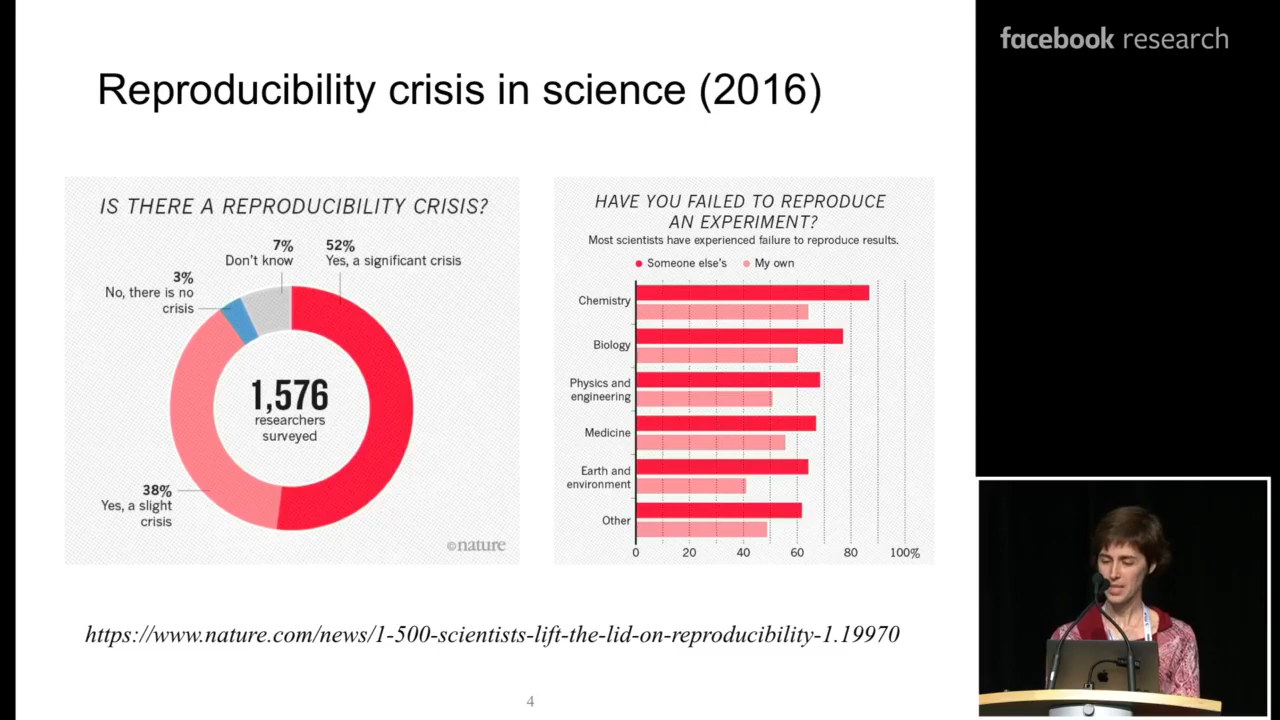 facebook research
Reproducibility crisis in science (2016)
IS THERE A REPRODUCIBILITY CRISIS?
7%
Don't know
52%
Yes, a significant crisis
3%
No, there is no
crisis
1,576
researchers
surveyed
38%
Yes, a slight
crisis
©nature
HAVE YOU FAILED TO REPRODUCE
AN EXPERIMENT?
Most scientists have experienced failure to reproduce results.
Someone else's My own
Chemistry
Biology
Physics and
engineering
Medicine
Earth and
environment
Other
0 20 40 60 80 100%
https://www.nature.com/news/1-500-scientists-lift-the-lid-on-reproducibility-1.19970
4